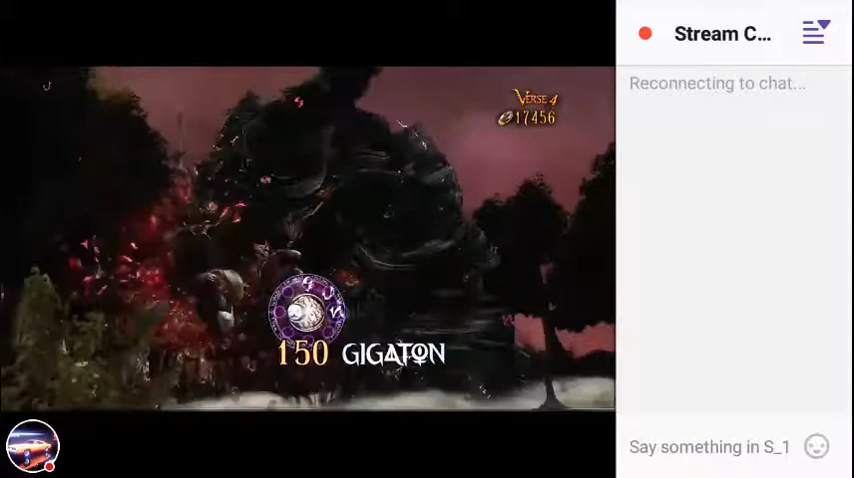 Stream C...
Reconnecting to chat...
VERSE 4
17456
150 GIGATON
Say something in S_1